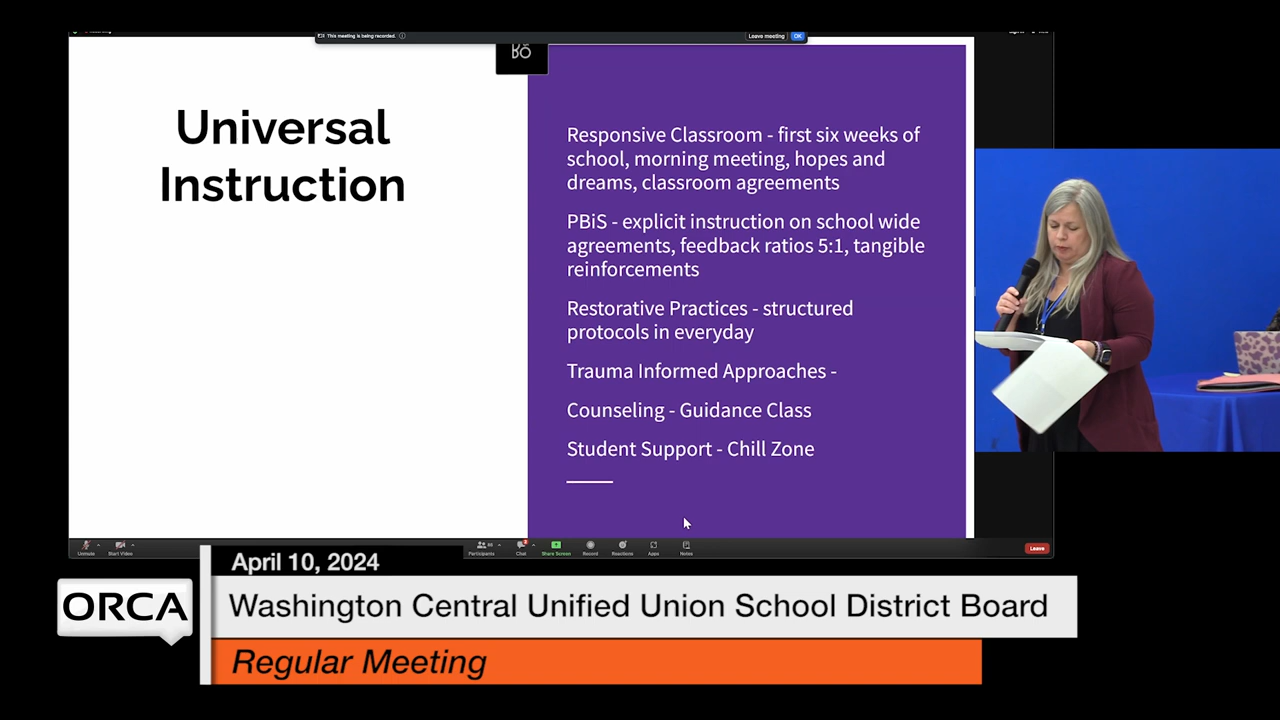 This meeting is being recorded.
Leave meeting
OK
Universal
Instruction
Responsive Classroom - first six weeks of
school, morning meeting, hopes and
dreams, classroom agreements
PBiS - explicit instruction on school wide
agreements, feedback ratios 5:1, tangible
reinforcements
Restorative Practices - structured
protocols in everyday
Trauma Informed Approaches -
Counseling - Guidance Class
Student Support - Chill Zone
Unmute
Start Video
Participants
Chat
Share Screen
Record
Reactions
Apps
Notes
Leave
April 10, 2024
ORCA
Washington Central Unified Union School District Board
Regular Meeting